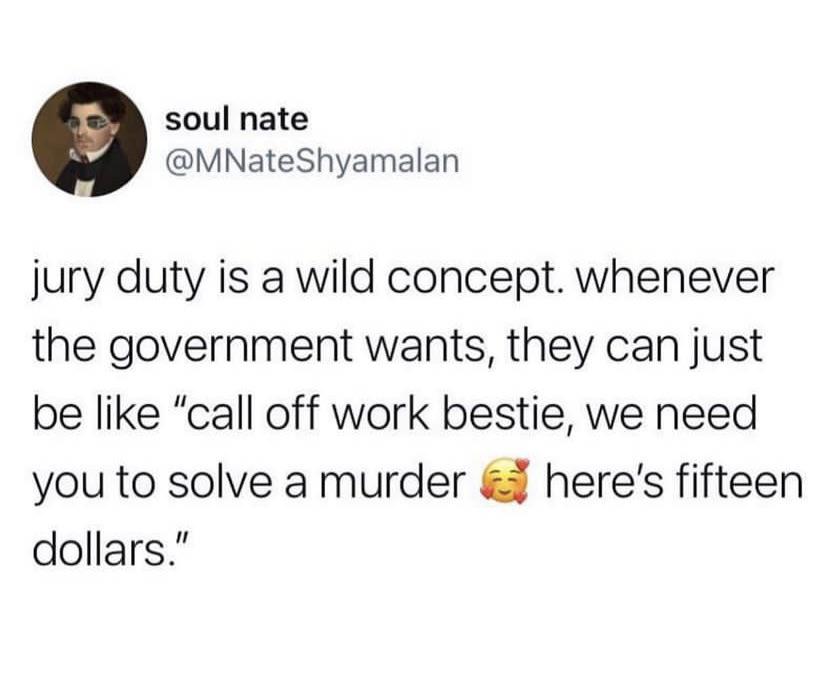 soul nate
@MNateShyamalan
jury duty is a wild concept. whenever
the government wants, they can just
be like "call off work bestie, we need
you to solve a murder 🥰 here's fifteen
dollars."